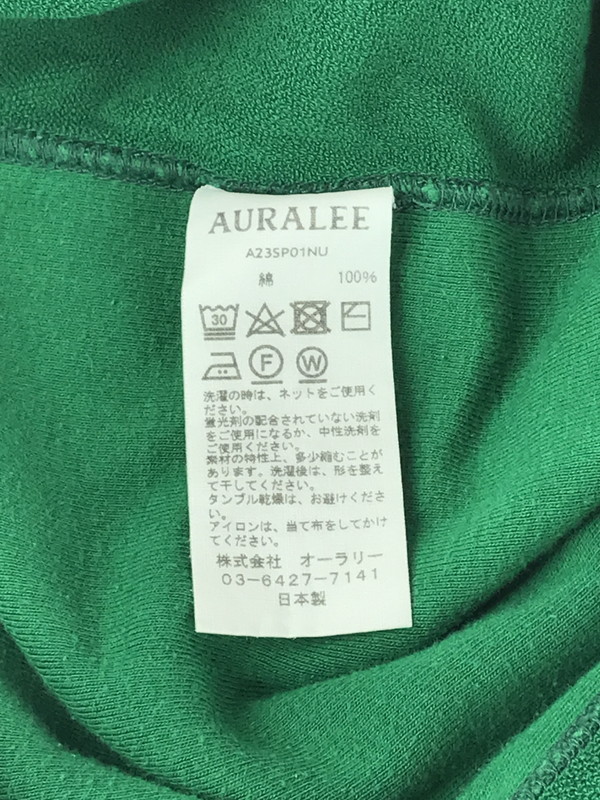 AURALEE
A23SP01NU
綿 100%
30
F W
洗濯の時は、ネットをご使用く
ださい。
蛍光剤の配合されていない洗剤
をご使用になるか、中性洗剤を
ご使用ください。
素材の特性上、多少縮むことが
あります。洗濯後は、形を整え
て干してください。
タンブル乾燥は、お避けくださ
い。
アイロンは、当て布をしてかけ
てください。
株式会社 オーラリー
03-6427-7141
日本製